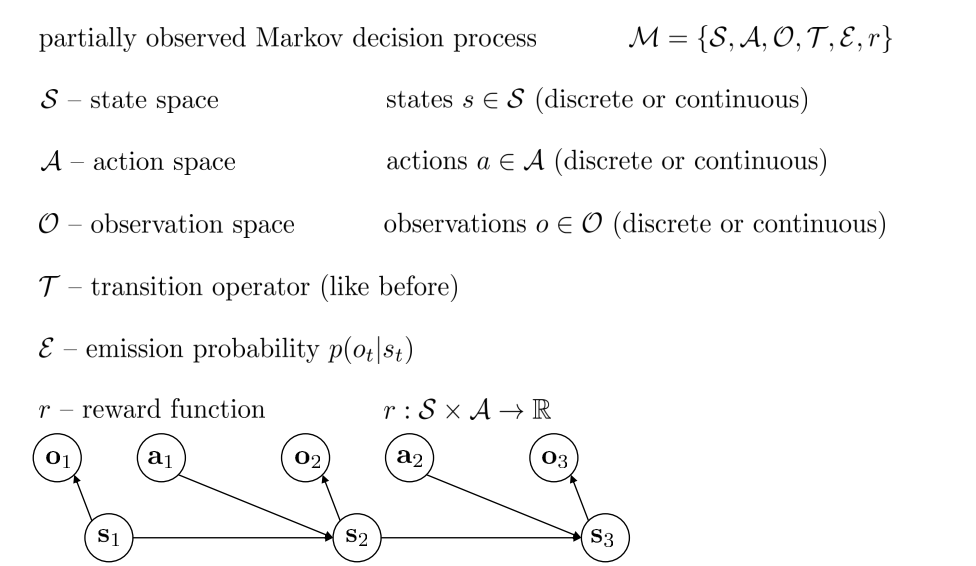 partially observed Markov decision process $\mathcal{M} = \{\mathcal{S}, \mathcal{A}, \mathcal{O}, \mathcal{T}, \mathcal{E}, r\}$
$\mathcal{S}$ – state space states $s \in \mathcal{S}$ (discrete or continuous)
$\mathcal{A}$ – action space actions $a \in \mathcal{A}$ (discrete or continuous)
$\mathcal{O}$ – observation space observations $o \in \mathcal{O}$ (discrete or continuous)
$\mathcal{T}$ – transition operator (like before)
$\mathcal{E}$ – emission probability $p(o_t|s_t)$
$r$ – reward function $r : \mathcal{S} \times \mathcal{A} \to \mathbb{R}$
$\mathbf{o}_1$ $\mathbf{a}_1$ $\mathbf{o}_2$ $\mathbf{a}_2$ $\mathbf{o}_3$
$\mathbf{s}_1$ $\mathbf{s}_2$ $\mathbf{s}_3$